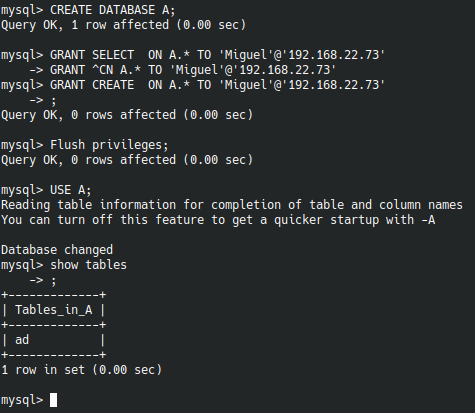 mysql> CREATE DATABASE A;
Query OK, 1 row affected (0.00 sec)

mysql> GRANT SELECT  ON A.* TO 'Miguel'@'192.168.22.73'
    -> GRANT ^CN A.* TO 'Miguel'@'192.168.22.73'
mysql> GRANT CREATE  ON A.* TO 'Miguel'@'192.168.22.73'
    -> ;
Query OK, 0 rows affected (0.00 sec)

mysql> Flush privileges;
Query OK, 0 rows affected (0.00 sec)

mysql> USE A;
Reading table information for completion of table and column names
You can turn off this feature to get a quicker startup with -A

Database changed
mysql> show tables
    -> ;
+-------------+
| Tables_in_A |
+-------------+
| ad          |
+-------------+
1 row in set (0.00 sec)

mysql>